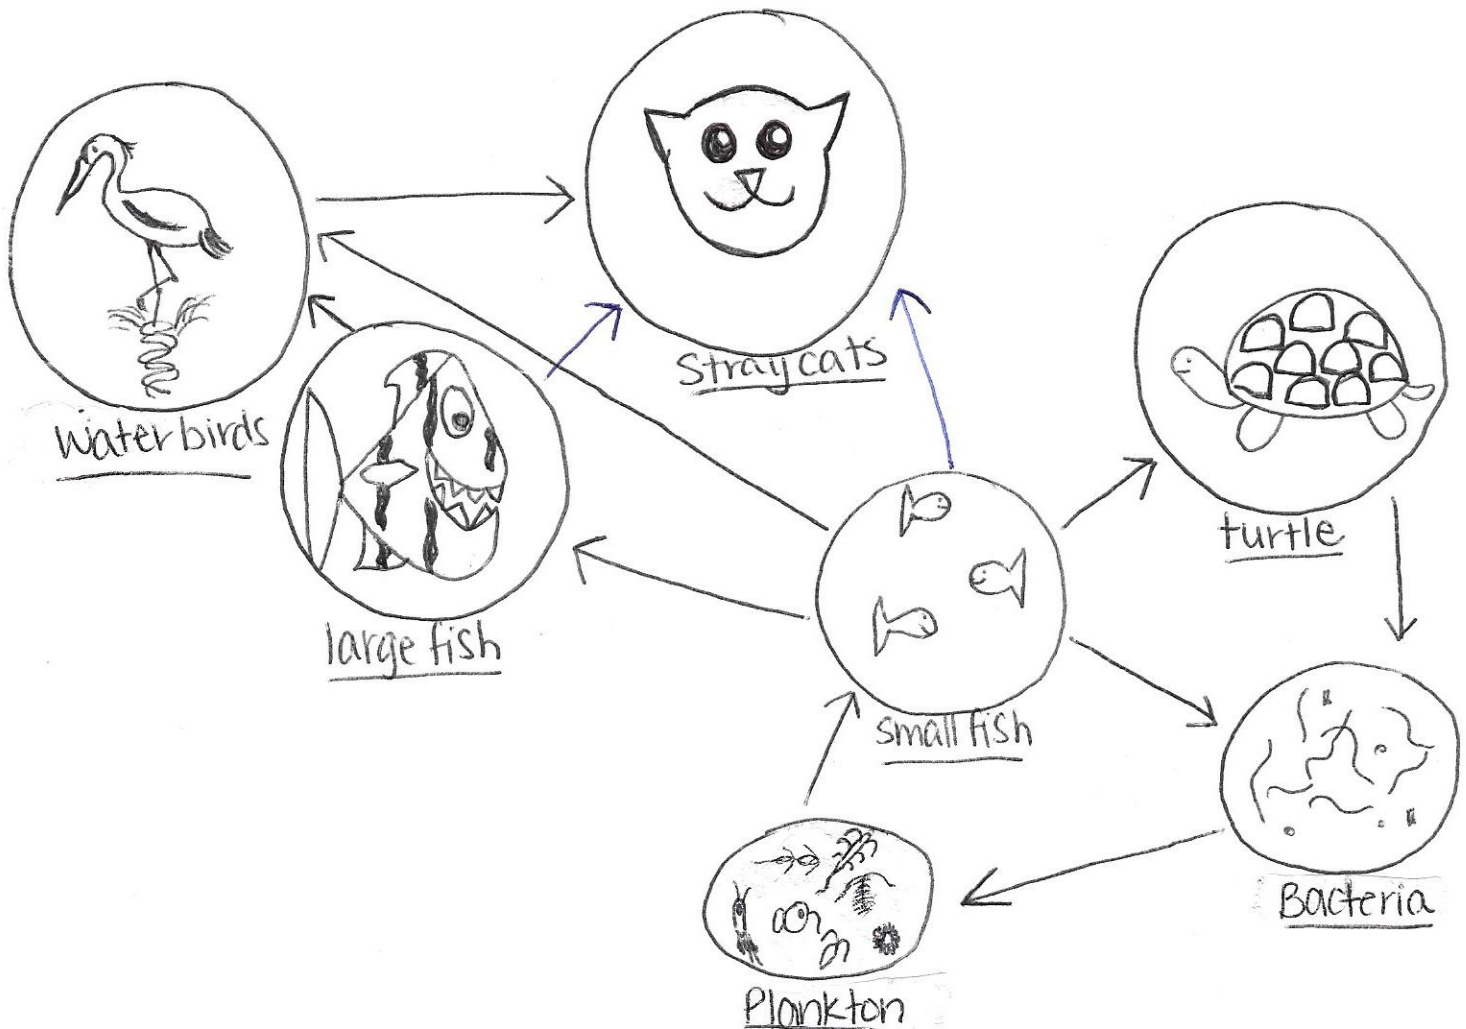 Stray cats
water birds
turtle
large fish
small fish
Bacteria
Plankton